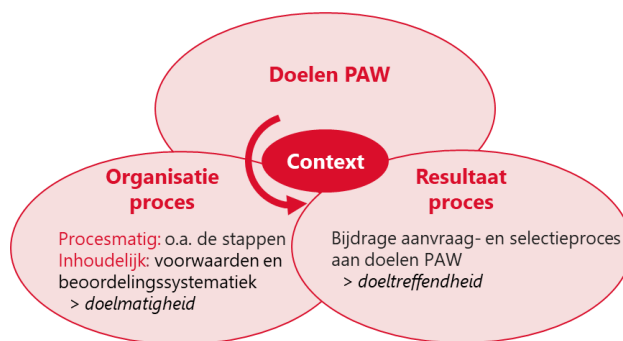 Doelen PAW
Context
Organisatie
proces
Procesmatig: o.a. de stappen
Inhoudelijk: voorwaarden en
beoordelingssystematiek
> doelmatigheid
Resultaat
proces
Bijdrage aanvraag- en selectieproces
aan doelen PAW
> doeltreffendheid